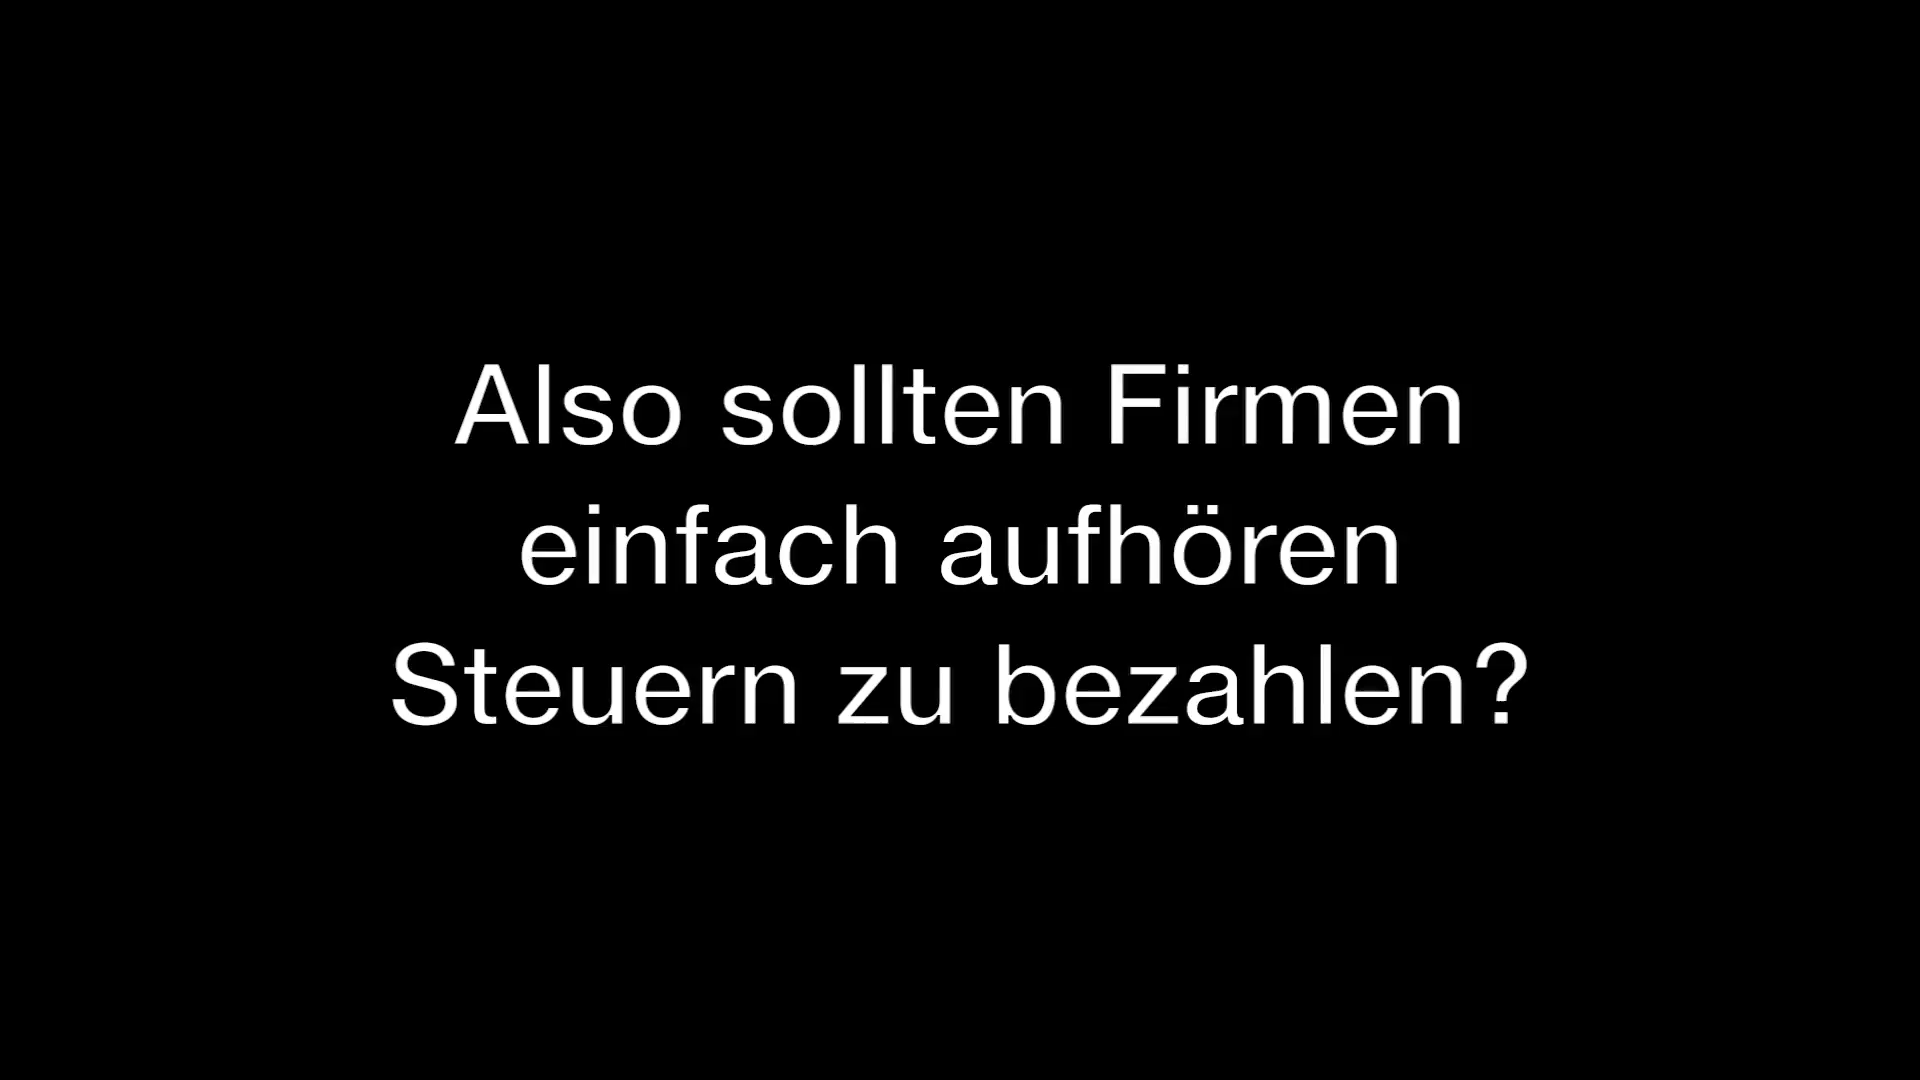 Also sollten Firmen
einfach aufhören
Steuern zu bezahlen?